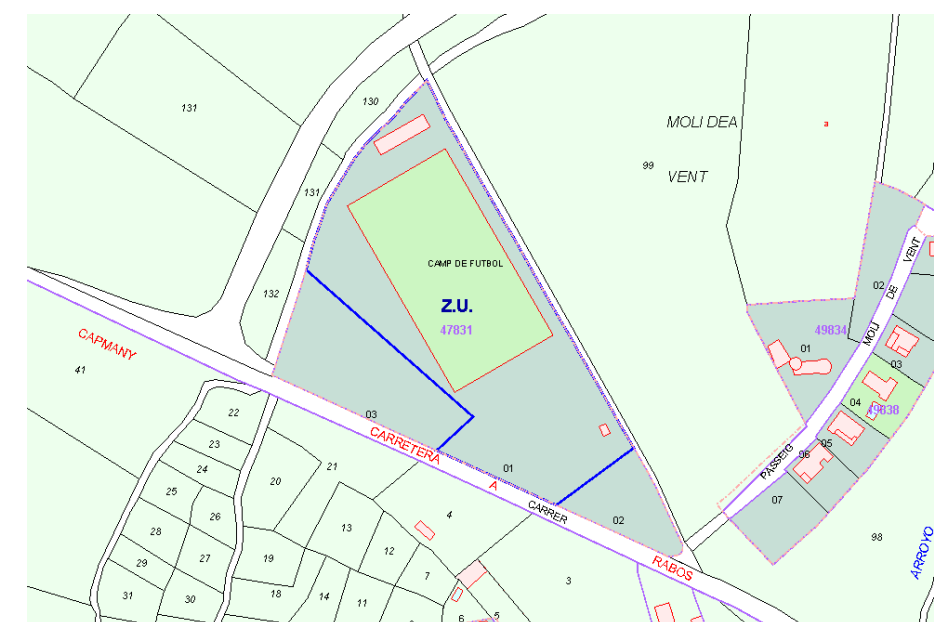 130
131
MOLI DEA
a
99
VENT
131
VENT
CAMP DE FUTBOL
02
DE
132
Z.U.
47831
49834
MOLI
CAPMANY
01
03
41
04
49838
22
03
CARRETERA
23
05
06
24
21
01
PASSEIG
20
25
A
07
26
CARRER
4
02
28
13
98
27
12
ARROYO
29
19
RABOS
7
3
18
14
11
31
30
6
5